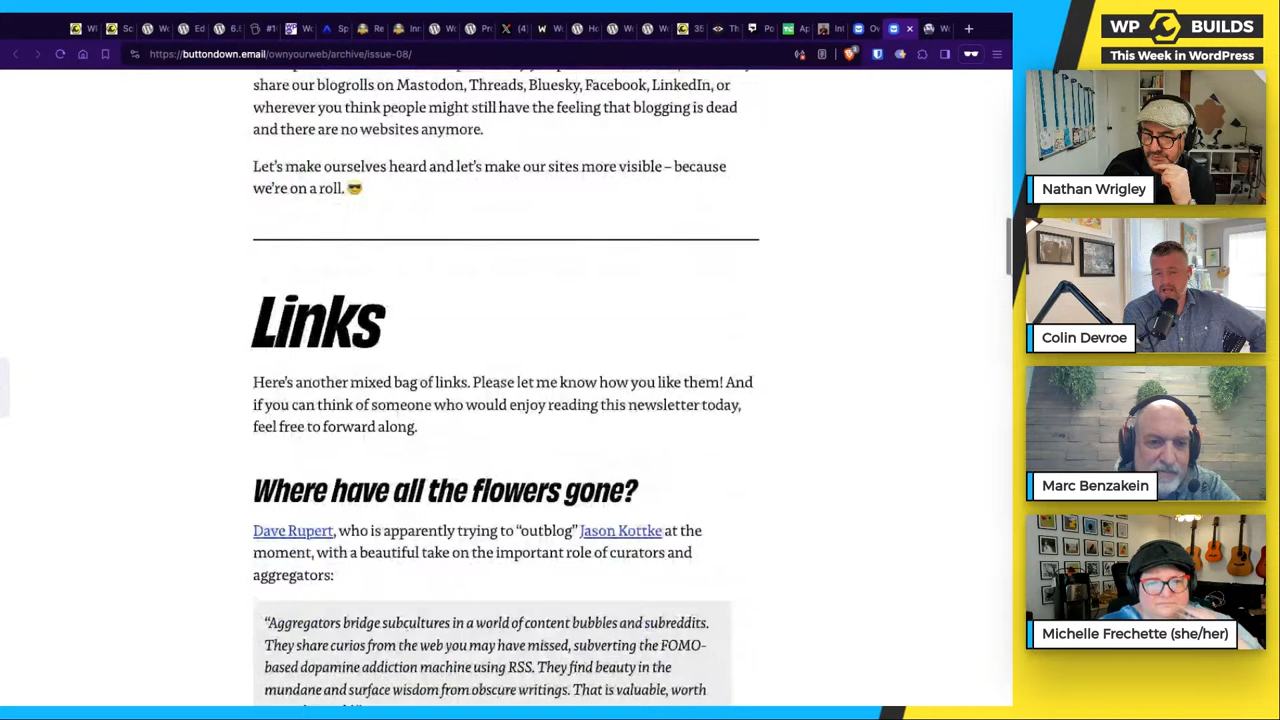 https://buttondown.email/ownyourweb/archive/issue-08/
share our blogrolls on Mastodon, Threads, Bluesky, Facebook, LinkedIn, or
wherever you think people might still have the feeling that blogging is dead
and there are no websites anymore.
Let's make ourselves heard and let's make our sites more visible – because
we're on a roll. 😎
Links
Here's another mixed bag of links. Please let me know how you like them! And
if you can think of someone who would enjoy reading this newsletter today,
feel free to forward along.
Where have all the flowers gone?
Dave Rupert, who is apparently trying to “outblog” Jason Kottke at the
moment, with a beautiful take on the important role of curators and
aggregators:
“Aggregators bridge subcultures in a world of content bubbles and subreddits.
They share curios from the web you may have missed, subverting the FOMO-
based dopamine addiction machine using RSS. They find beauty in the
mundane and surface wisdom from obscure writings. That is valuable, worth
WP BUILDS
This Week in WordPress
Nathan Wrigley
Colin Devroe
Marc Benzakein
Michelle Frechette (she/her)